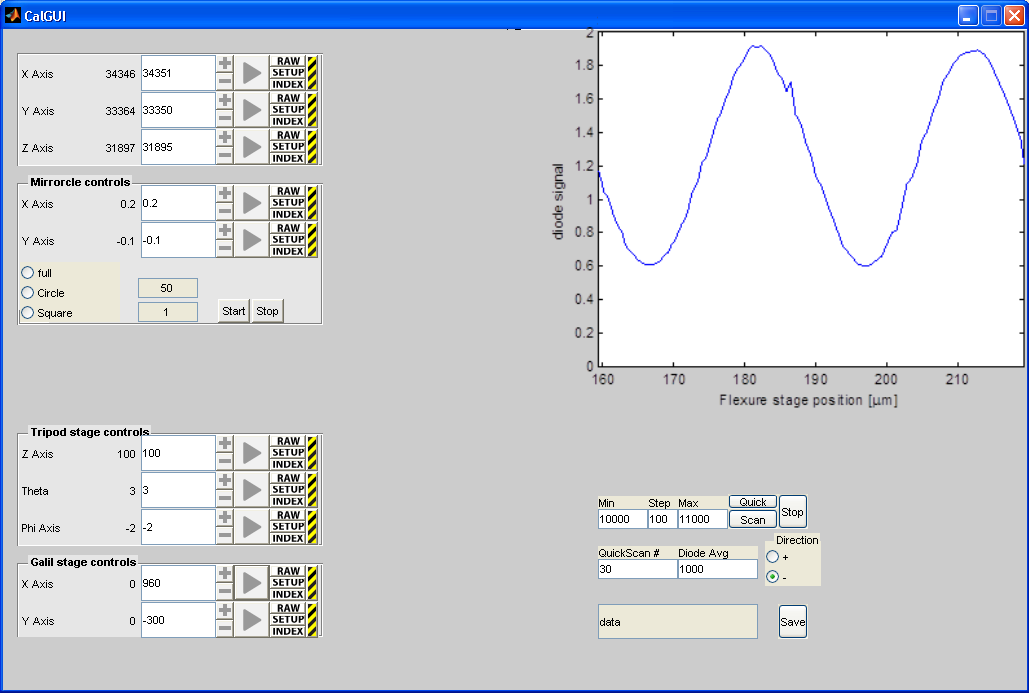 CalGUI
X Axis 34346 34351 RAW SETUP INDEX
Y Axis 33364 33350 RAW SETUP INDEX
Z Axis 31897 31895 RAW SETUP INDEX
Mirrorcle controls
X Axis 0.2 0.2 RAW SETUP INDEX
Y Axis -0.1 -0.1 RAW SETUP INDEX
full
Circle 50
Square 1 Start Stop
Tripod stage controls
Z Axis 100 100 RAW SETUP INDEX
Theta 3 3 RAW SETUP INDEX
Phi Axis -2 -2 RAW SETUP INDEX
Galil stage controls
X Axis 0 960 RAW SETUP INDEX
Y Axis 0 -300 RAW SETUP INDEX
diode signal
2
1.8
1.6
1.4
1.2
1
0.8
0.6
0.4
0.2
0
160 170 180 190 200 210
Flexure stage position [μm]
Min Step Max Quick
10000 100 11000 Scan Stop
QuickScan # Diode Avg Direction
30 1000 +
-
data Save